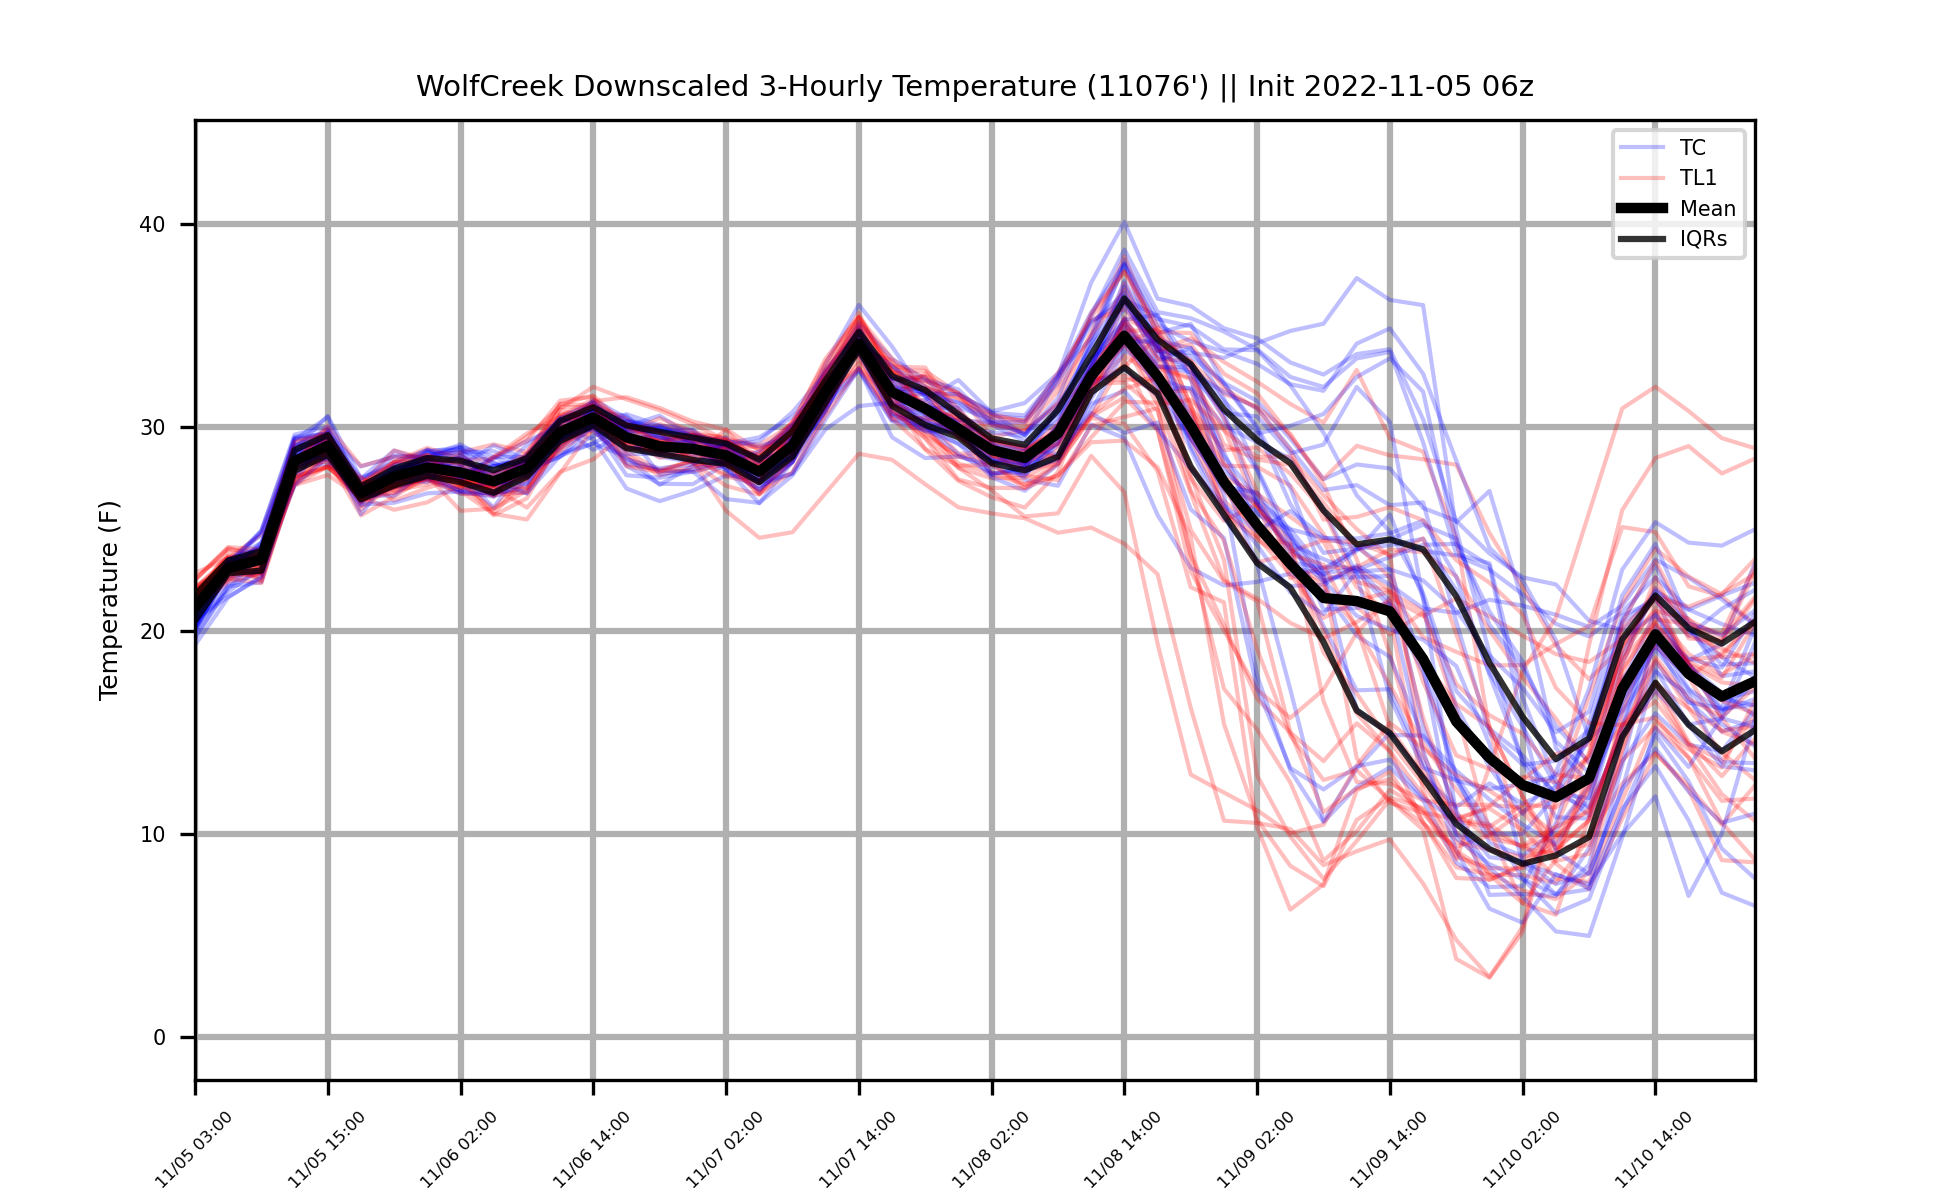 WolfCreek Downscaled 3-Hourly Temperature (11076') || Init 2022-11-05 06z
TC
TL1
Mean
IQRs
Temperature (F)
40
30
20
10
0
11/05 03:00
11/05 15:00
11/06 02:00
11/06 14:00
11/07 02:00
11/07 14:00
11/08 02:00
11/08 14:00
11/09 02:00
11/09 14:00
11/10 02:00
11/10 14:00